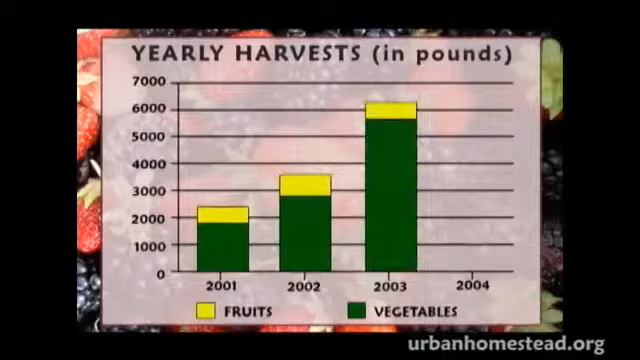 YEARLY HARVESTS (in pounds)
7000
6000
5000
4000
3000
2000
1000
0
2001 2002 2003 2004
FRUITS VEGETABLES
urbanhomestead.org